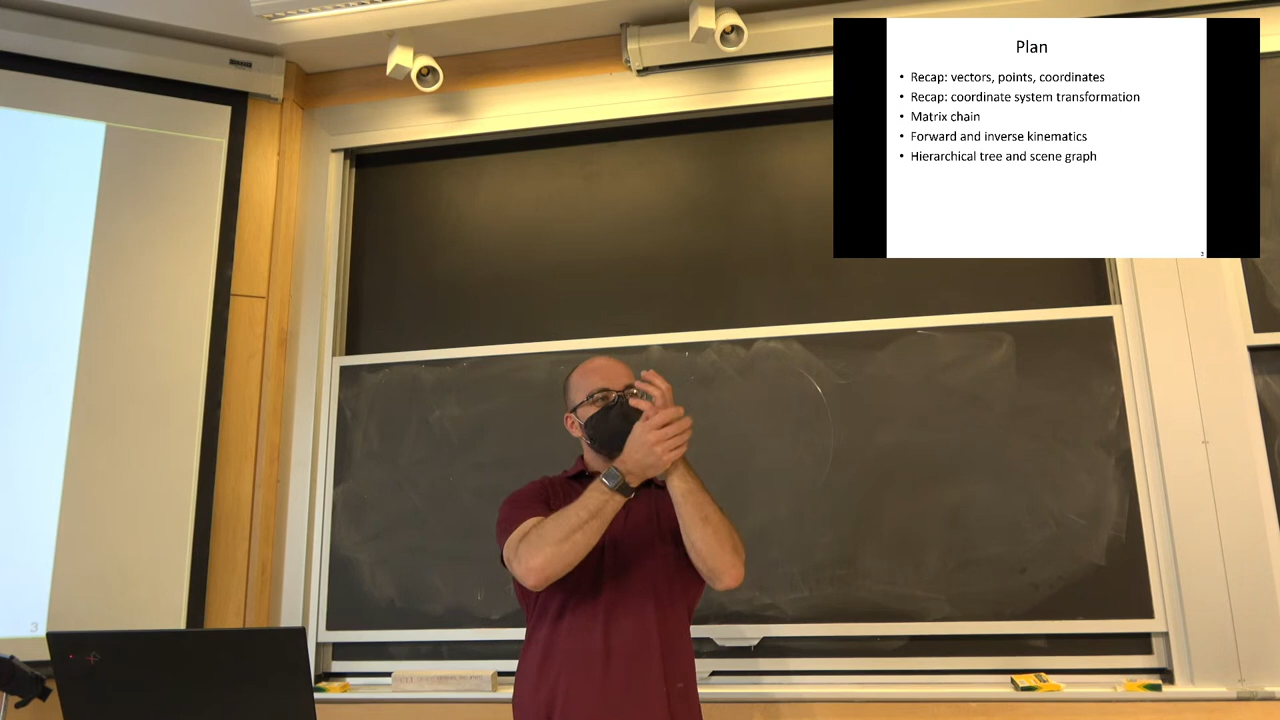 Plan
• Recap: vectors, points, coordinates
• Recap: coordinate system transformation
• Matrix chain
• Forward and inverse kinematics
• Hierarchical tree and scene graph
3